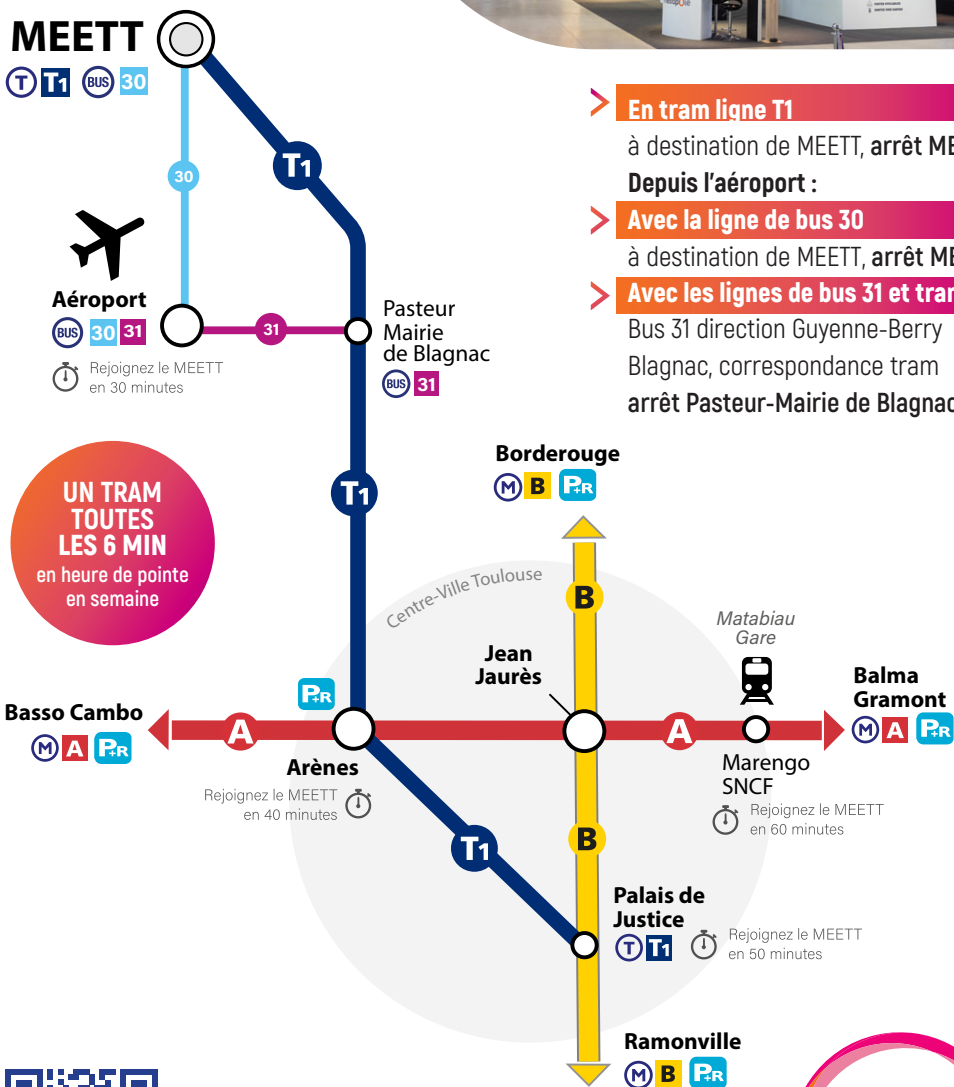 MEETT
T T1 BUS 30
T1
30
Aéroport
BUS 30 31
Rejoignez le MEETT
en 30 minutes
31
Pasteur
Mairie
de Blagnac
BUS 31
En tram ligne T1
à destination de MEETT, arrêt ME
Depuis l'aéroport :
Avec la ligne de bus 30
à destination de MEETT, arrêt ME
Avec les lignes de bus 31 et tram
Bus 31 direction Guyenne-Berry
Blagnac, correspondance tram
arrêt Pasteur-Mairie de Blagnac
UN TRAM
TOUTES
LES 6 MIN
en heure de pointe
en semaine
T1
Borderouge
M B P+R
Centre-Ville Toulouse
B
Jean
Jaurès
Matabiau
Gare
Balma
Gramont
M A P+R
Basso Cambo
M A P+R
P+R
A
A
Arènes
Rejoignez le MEETT
en 40 minutes
Marengo
SNCF
Rejoignez le MEETT
en 60 minutes
T1
B
Palais de
Justice
T T1
Rejoignez le MEETT
en 50 minutes
Ramonville
M B P+R